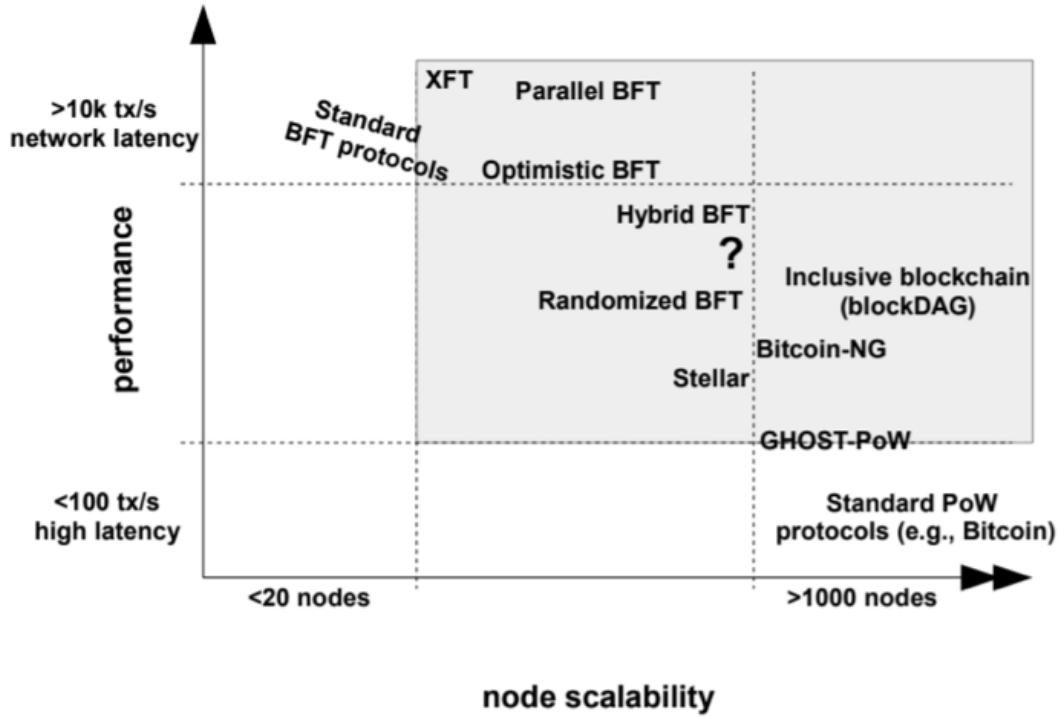 >10k tx/s
network latency
XFT
Parallel BFT
Standard
BFT protocols
Optimistic BFT
Hybrid BFT
?
performance
Inclusive blockchain
(blockDAG)
Randomized BFT
Bitcoin-NG
Stellar
GHOST-PoW
<100 tx/s
high latency
Standard PoW
protocols (e.g., Bitcoin)
<20 nodes
>1000 nodes
node scalability